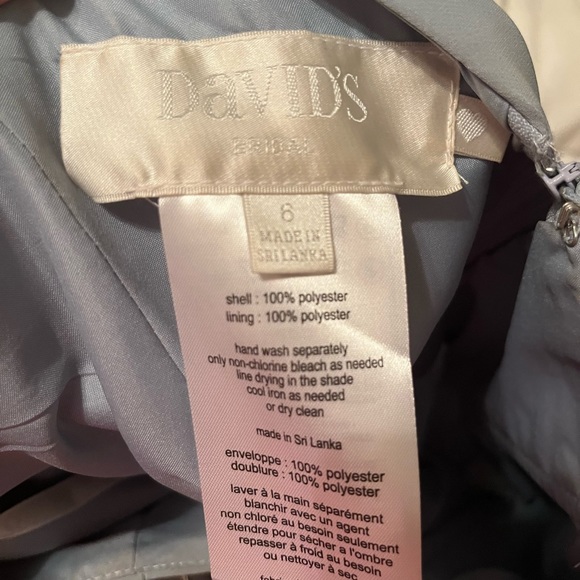 DaVID'S
BRIDAL
6
MADE IN
SRI LANKA
shell : 100% polyester
lining : 100% polyester
hand wash separately
only non-chlorine bleach as needed
line drying in the shade
cool iron as needed
or dry clean
made in Sri Lanka
enveloppe : 100% polyester
doublure : 100% polyester
laver à la main séparément
blanchir avec un agent
non chloré au besoin seulement
étendre pour sécher a l'ombre
repasser à froid au besoin
ou nettoyer à sec